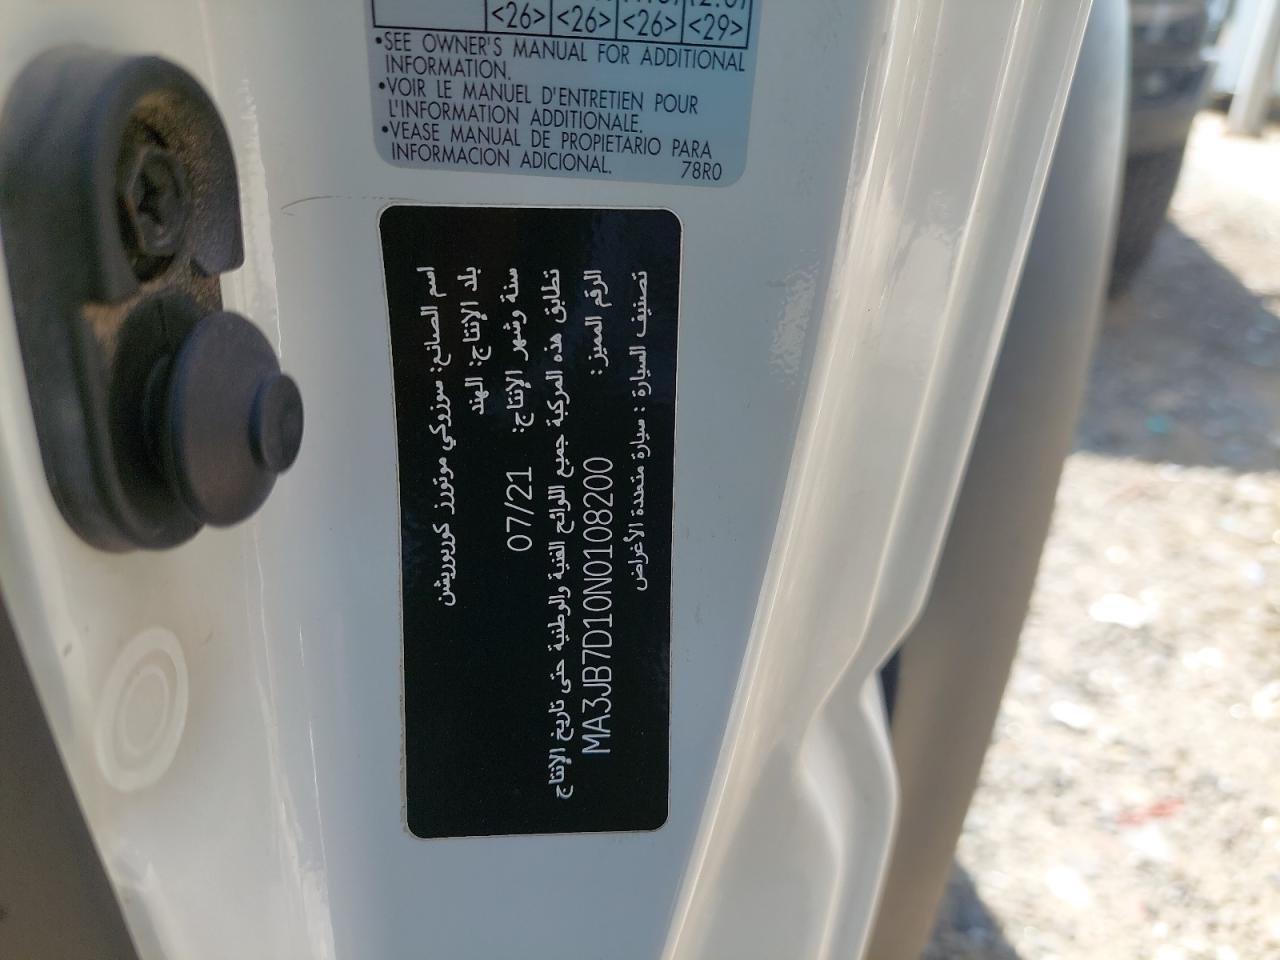 <26> <26> <26> <29>
•SEE OWNER'S MANUAL FOR ADDITIONAL
INFORMATION.
•VOIR LE MANUEL D'ENTRETIEN POUR
L'INFORMATION ADDITIONALE.
•VEASE MANUAL DE PROPIETARIO PARA
INFORMACION ADICIONAL.
78R0
اسم الصانع: سوزوكي موتورز كوربوريشن
بلد الإنتاج: الهند
سنة وشهر الإنتاج: 07/21
تطابق هذه المركبة جميع اللوائح الفنية والوطنية حتى تاريخ الإنتاج
الرقم المميز: MA3JB7D10N0108200
تصنيف السيارة : سيارة متعددة الأغراض